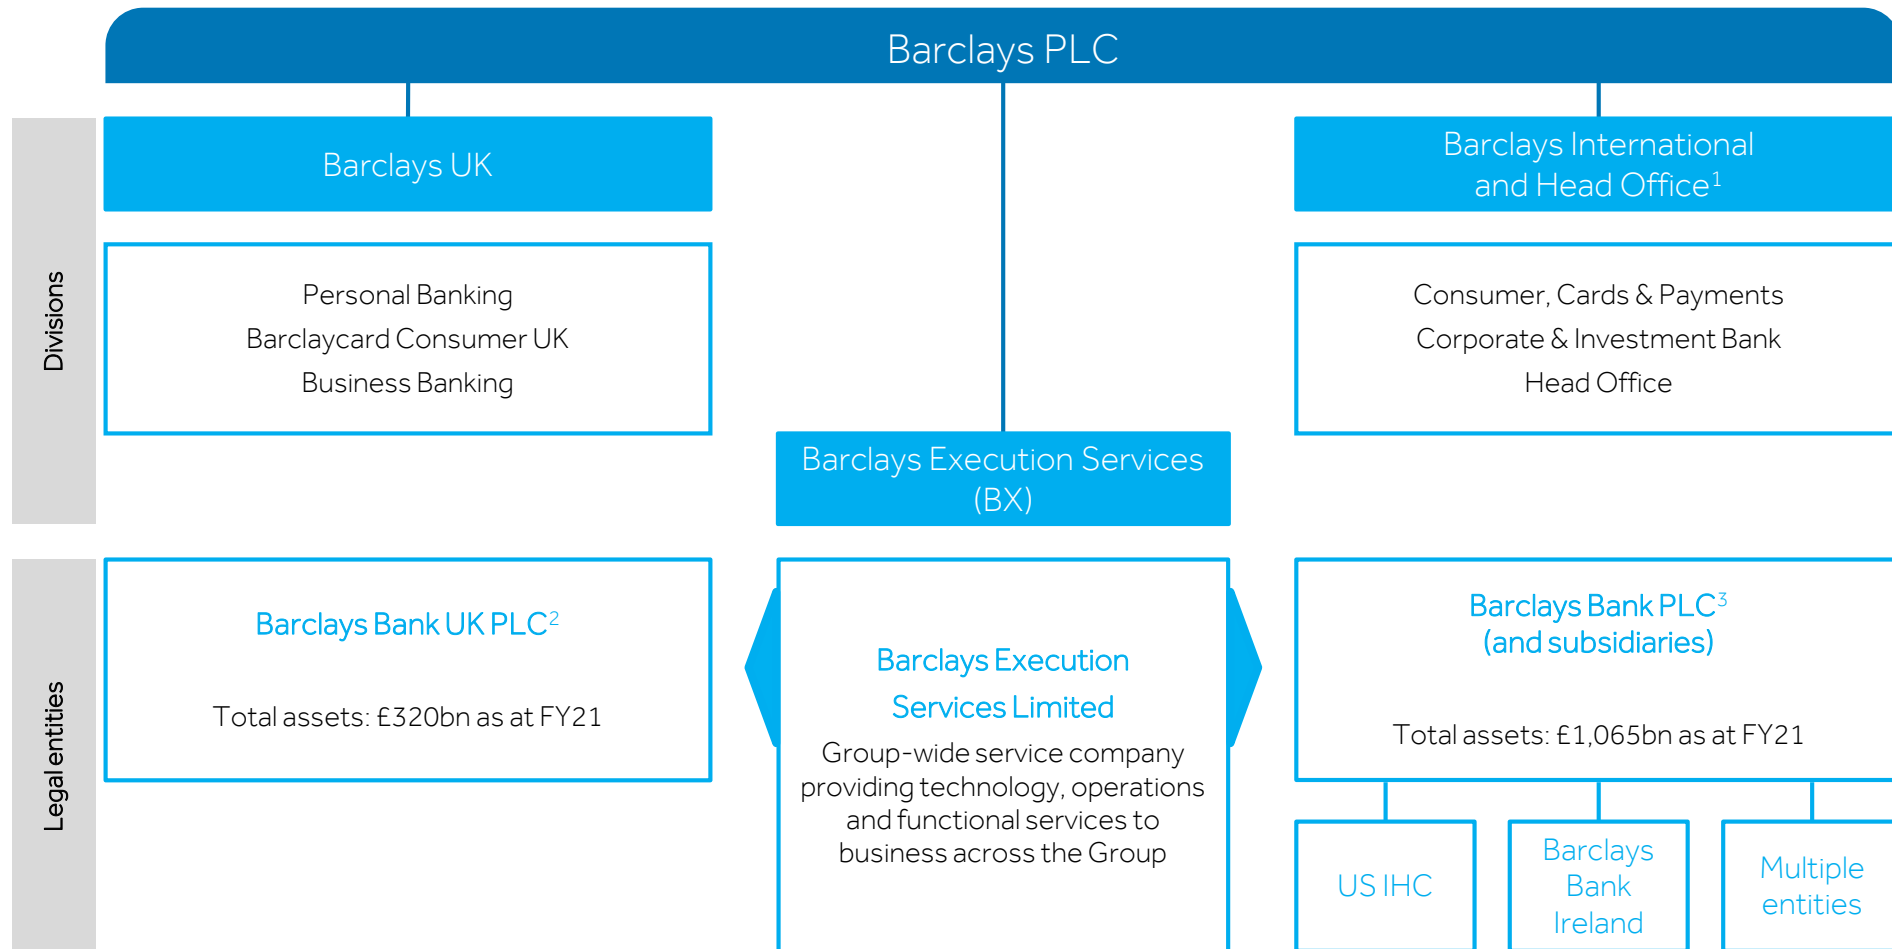 Barclays PLC
Divisions
Barclays UK
Barclays International
and Head Office¹
Personal Banking
Barclaycard Consumer UK
Business Banking
Consumer, Cards & Payments
Corporate & Investment Bank
Head Office
Barclays Execution Services
(BX)
Legal entities
Barclays Bank UK PLC²
Total assets: £320bn as at FY21
Barclays Execution
Services Limited
Group-wide service company
providing technology, operations
and functional services to
business across the Group
Barclays Bank PLC³
(and subsidiaries)
Total assets: £1,065bn as at FY21
US IHC
Barclays
Bank
Ireland
Multiple
entities